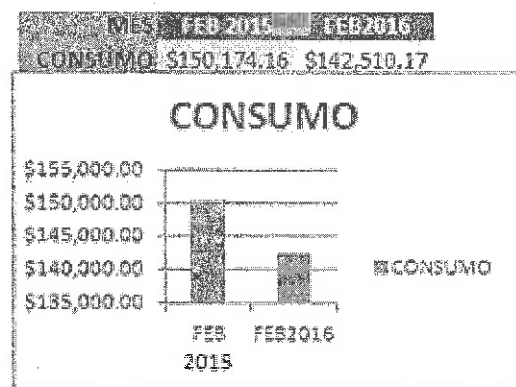 MES FEB 2015 FEB2016
CONSUMO $150,174.16 $142,510.17
CONSUMO
$155,000.00
$150,000.00
$145,000.00
$140,000.00
$135,000.00
FEB
2015
FEB2016
CONSUMO